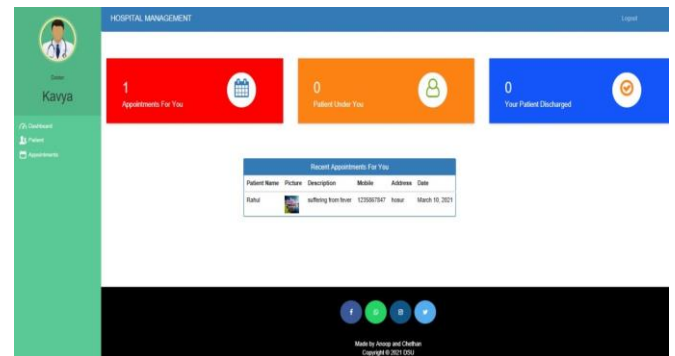 HOSPITAL MANAGEMENT
Logout
Doctor
Kavya
Dashboard
Patient
Appointments
1
Appointments For You
0
Patient Under You
0
Your Patient Discharged
Recent Appointments For You
Patient Name Picture Description Mobile Address Date
Rahul suffering from fever 1235867847 hosur March 10, 2021
Made by Anoop and Chethan
Copyright © 2021 DSU